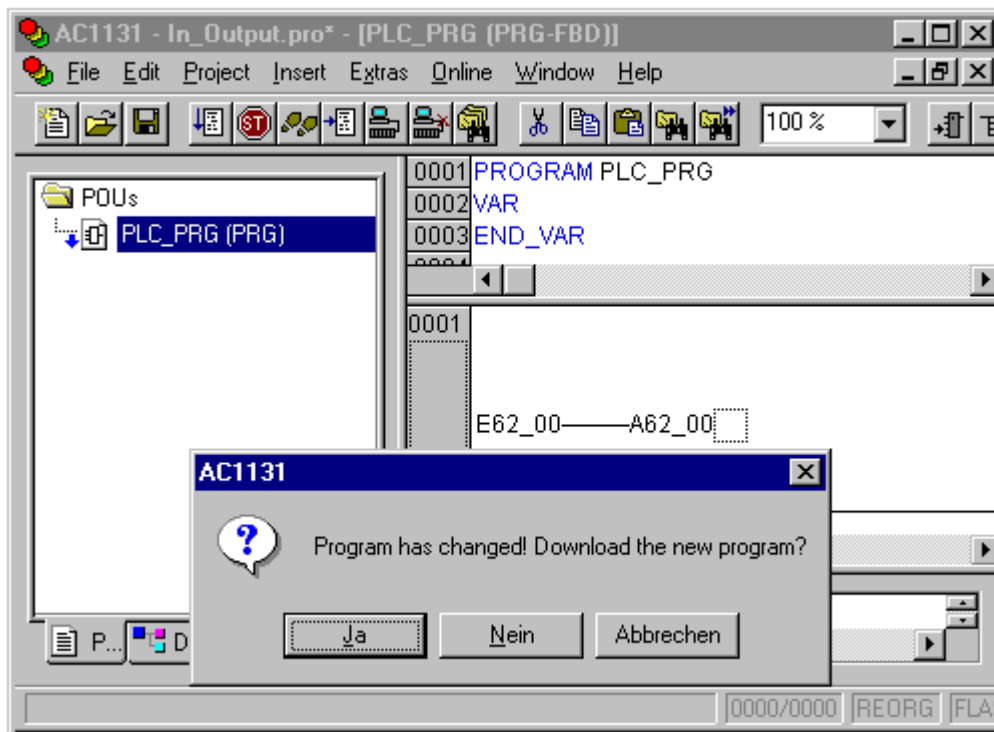 AC1131 - In_Output.pro* - [PLC_PRG (PRG-FBD)]
File Edit Project Insert Extras Online Window Help
ST 100 %
POUs
PLC_PRG (PRG)
0001 PROGRAM PLC_PRG
0002 VAR
0003 END_VAR
0001
E62_00 A62_00
AC1131
Program has changed! Download the new program?
Ja Nein Abbrechen
P... D
0000/0000 REORG FLA